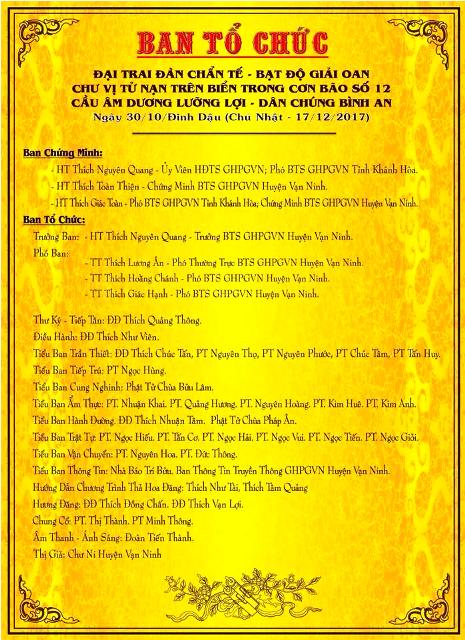 BAN TỔ CHỨC
ĐẠI TRAI ĐÀN CHẨN TẾ - BẠT ĐỘ GIẢI OAN
CHƯ VỊ TỬ NẠN TRÊN BIỂN TRONG CƠN BÃO SỐ 12
CẦU ÂM DƯƠNG LƯỠNG LỢI - DÂN CHÚNG BÌNH AN
Ngày 30/10/Đinh Dậu (Chủ Nhật - 17/12/2017)
Ban Chứng Minh:
- HT Thích Nguyên Quang - Ủy Viên HĐTS GHPGVN; Phó BTS GHPGVN Tỉnh Khánh Hòa.
- HT Thích Toàn Thiện - Chứng Minh BTS GHPGVN Huyện Vạn Ninh.
- HT Thích Giác Toàn - Phó BTS GHPGVN Tỉnh Khánh Hòa; Chứng Minh BTS GHPGVN Huyện Vạn Ninh.
Ban Tổ Chức:
Trưởng Ban: - HT Thích Nguyên Quang - Trưởng BTS GHPGVN Huyện Vạn Ninh.
Phó Ban:
- TT Thích Lương Ân - Phó Thường Trực BTS GHPGVN Huyện Vạn Ninh.
- TT Thích Hoằng Chánh - Phó BTS GHPGVN Huyện Vạn Ninh.
- TT Thích Giác Hạnh - Phó BTS GHPGVN Huyện Vạn Ninh.
Thư Ký - Tiếp Tân: ĐĐ Thích Quảng Thông.
Điều Hành: ĐĐ Thích Như Viên.
Tiểu Ban Trần Thiết: ĐĐ Thích Chúc Tấn, PT Nguyên Thọ, PT Nguyên Phước, PT Chúc Tâm, PT Tấn Huy.
Tiểu Ban Tiếp Trú: PT Ngọc Hùng.
Tiểu Ban Cung Nghinh: Phật Tử Chùa Bửu Lâm.
Tiểu Ban Ẩm Thực: PT. Nhuận Khai. PT. Quảng Hương. PT. Nguyên Hoàng. PT. Kim Huê. PT. Kim Ánh.
Tiểu Ban Hành Đường. ĐĐ Thích Nhuận Tâm. Phật Tử Chùa Pháp Ân.
Tiểu Ban Trật Tự: PT. Ngọc Hiếu. PT. Tấn Cơ. PT. Ngọc Hải. PT. Ngọc Vui. PT. Ngọc Tiến. PT. Ngọc Giỏi.
Tiểu Ban Vận Chuyển: PT. Nguyên Hoa. PT. Đức Thông.
Tiểu Ban Thông Tin: Nhà Báo Trí Bửu. Ban Thông Tin Truyền Thông GHPGVN Huyện Vạn Ninh.
Hướng Dẫn Chương Trình Thả Hoa Đăng: Thích Như Tài, Thích Tâm Quảng
Hương Đăng: ĐĐ Thích Đồng Chấn. ĐĐ Thích Vạn Lợi.
Chung Cổ: PT. Thị Thành. PT Minh Thông.
Âm Thanh - Ánh Sáng: Đoàn Tiến Thành.
Thị Giả: Chư Ni Huyện Vạn Ninh